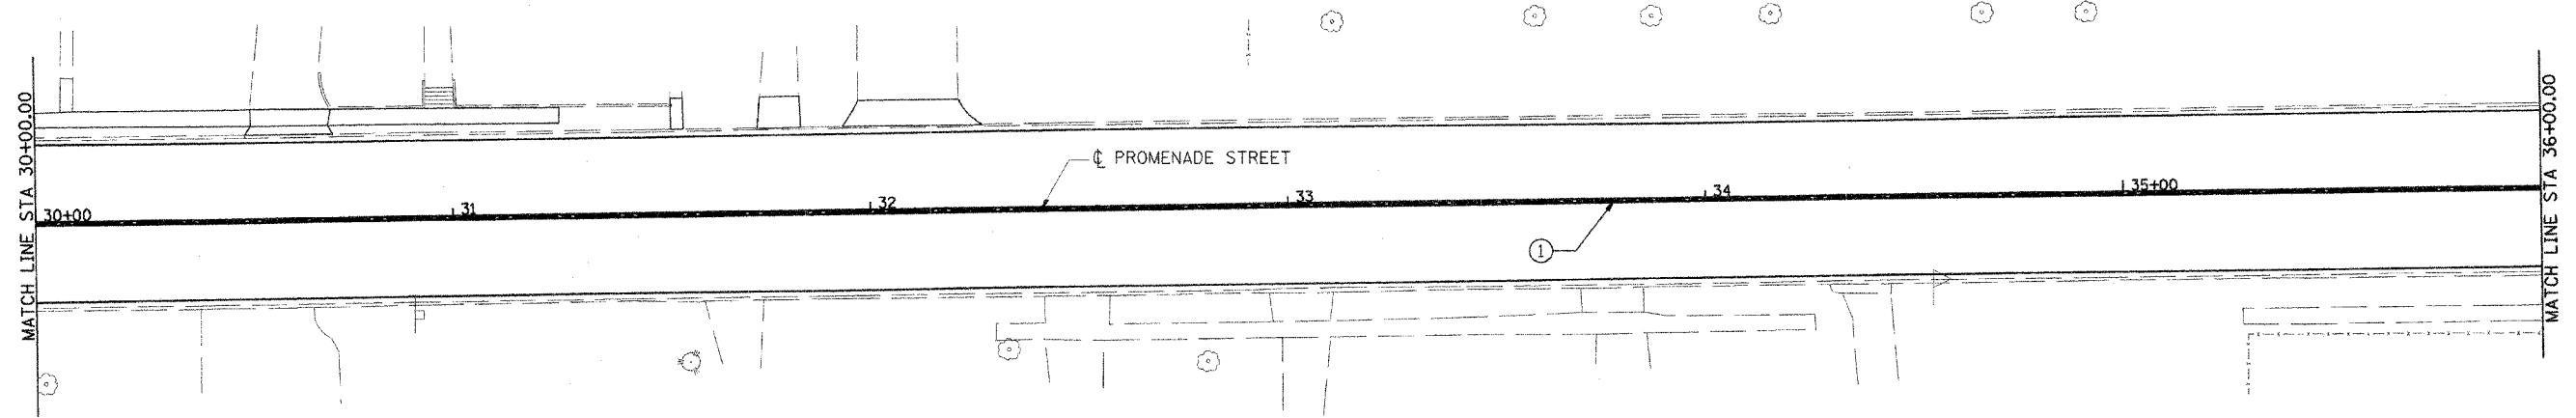 MATCH LINE STA 30+00.00
30+00
31
32
℄ PROMENADE STREET
33
1
34
35+00
MATCH LINE STA 36+00.00